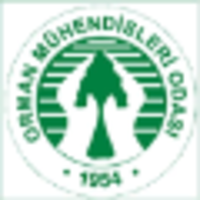 ORMAN MÜHENDİSLERİ ODASI
1954